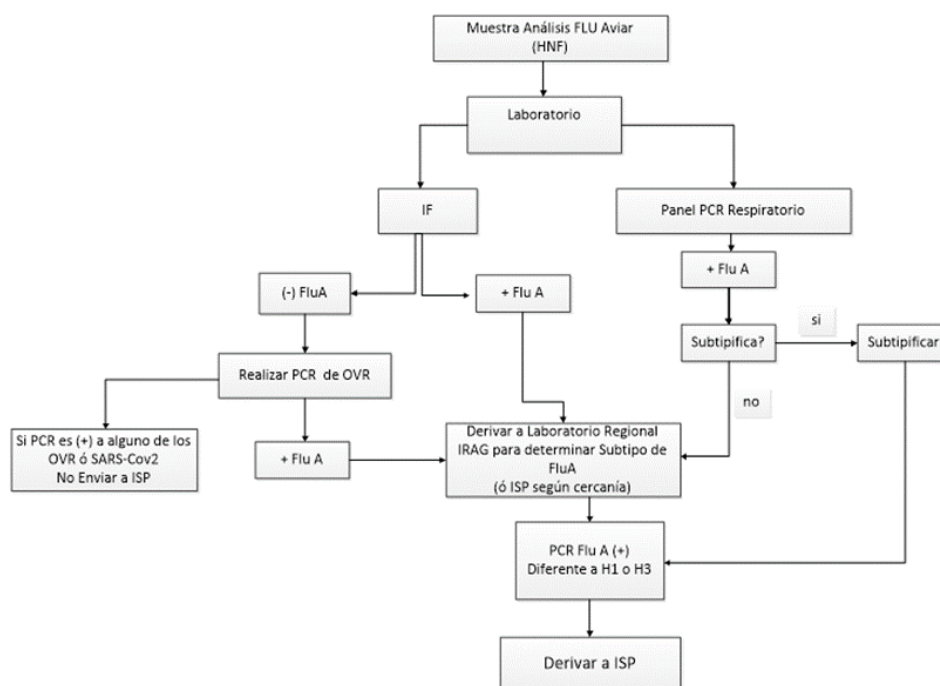 Muestra Análisis FLU Aviar
(HNF)
Laboratorio
IF
Panel PCR Respiratorio
(-) FluA
+ Flu A
+ Flu A
Subtipifica?
si
Subtipificar
Realizar PCR  de OVR
no
Si PCR es (+) a alguno de los
OVR ó SARS-Cov2
No Enviar a ISP
+ Flu A
Derivar a Laboratorio Regional
IRAG para determinar Subtipo de
FluA
(ó ISP según cercanía)
PCR Flu A (+)
Diferente a H1 o H3
Derivar a ISP